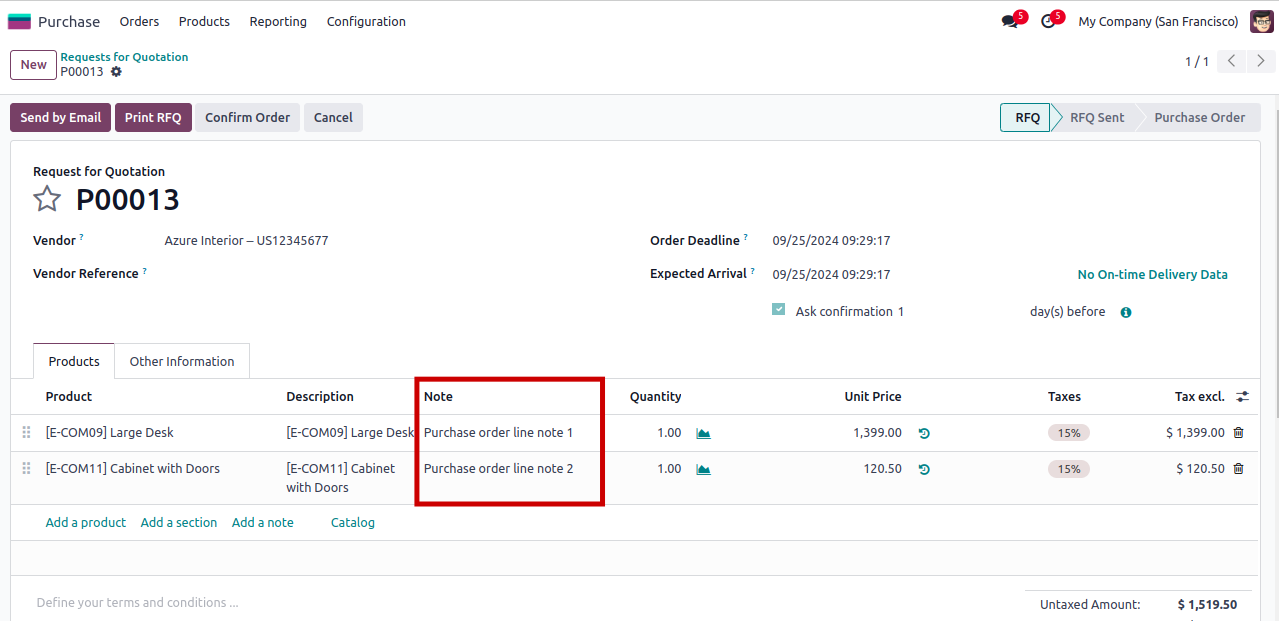 Purchase Orders Products Reporting Configuration 5 5 My Company (San Francisco)
New Requests for Quotation
P00013 1 / 1
Send by Email Print RFQ Confirm Order Cancel RFQ RFQ Sent Purchase Order
Request for Quotation
P00013
Vendor ? Azure Interior – US12345677 Order Deadline ? 09/25/2024 09:29:17
Vendor Reference ? Expected Arrival ? 09/25/2024 09:29:17 No On-time Delivery Data
Ask confirmation 1 day(s) before
Products Other Information
Product Description Note Quantity Unit Price Taxes Tax excl.
[E-COM09] Large Desk [E-COM09] Large Desk Purchase order line note 1 1.00 1,399.00 15% $ 1,399.00
[E-COM11] Cabinet with Doors [E-COM11] Cabinet Purchase order line note 2 1.00 120.50 15% $ 120.50
with Doors
Add a product Add a section Add a note Catalog
Define your terms and conditions ... Untaxed Amount: $ 1,519.50